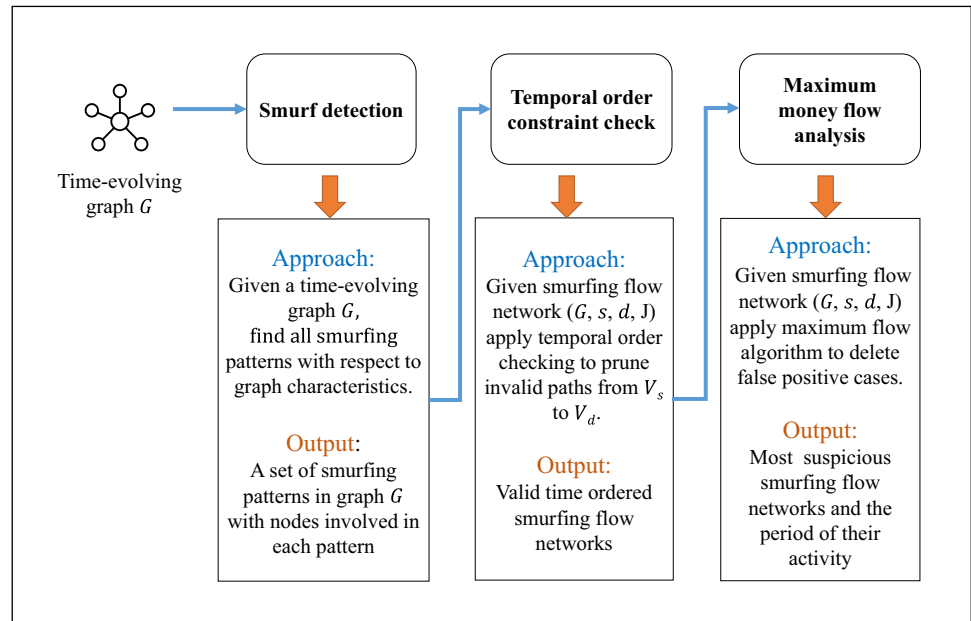 Time-evolving
graph G
Smurf detection
Approach:
Given a time-evolving
graph G,
find all smurfing
patterns with respect to
graph characteristics.
Output:
A set of smurfing
patterns in graph G
with nodes involved in
each pattern
Temporal order
constraint check
Approach:
Given smurfing flow
network (G, s, d, J)
apply temporal order
checking to prune
invalid paths from V_s
to V_d.
Output:
Valid time ordered
smurfing flow
networks
Maximum
money flow
analysis
Approach:
Given smurfing flow
network (G, s, d, J)
apply maximum flow
algorithm to delete
false positive cases.
Output:
Most suspicious
smurfing flow
networks and the
period of their
activity